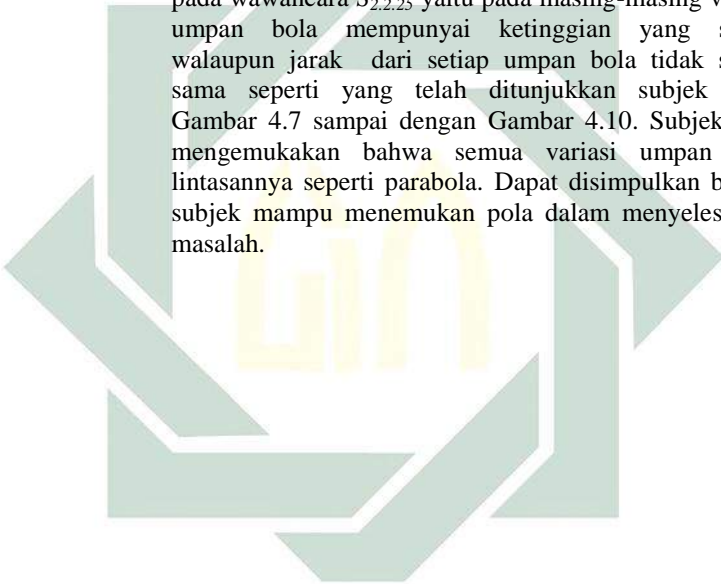 pada wawancara S2.2.25 yaitu pada masing-masing
umpan bola mempunyai ketinggian yang
walaupun jarak dari setiap umpan bola tidak
sama seperti yang telah ditunjukkan subjek
Gambar 4.7 sampai dengan Gambar 4.10. Subjek
mengemukakan bahwa semua variasi umpan
lintasannya seperti parabola. Dapat disimpulkan
subjek mampu menemukan pola dalam
masalah.